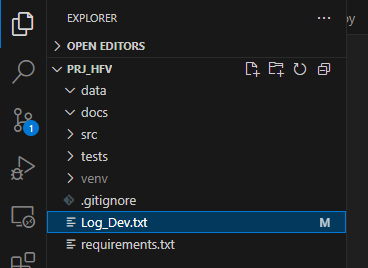 EXPLORER
OPEN EDITORS
PRJ_HFV
data
docs
src
1
tests
venv
.gitignore
Log_Dev.txt M
requirements.txt